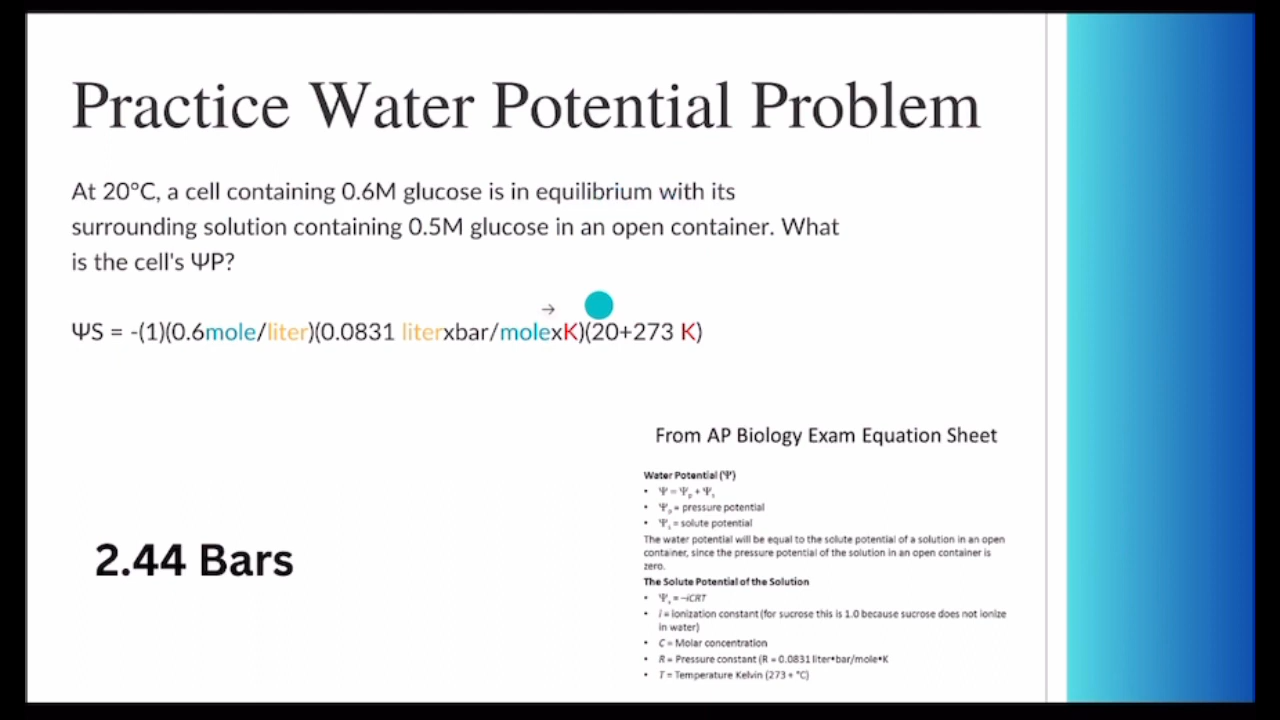 Practice Water Potential Problem
At 20°C, a cell containing 0.6M glucose is in equilibrium with its
surrounding solution containing 0.5M glucose in an open container. What
is the cell's ΨP?
→
ΨS = -(1)(0.6mole/liter)(0.0831 literxbar/molexK)(20+273 K)
From AP Biology Exam Equation Sheet
Water Potential (Ψ)
• Ψ = Ψp + Ψs
• Ψp = pressure potential
• Ψs = solute potential
The water potential will be equal to the solute potential of a solution in an open
container, since the pressure potential of the solution in an open container is
zero.
The Solute Potential of the Solution
• Ψs = –iCRT
• i = ionization constant (for sucrose this is 1.0 because sucrose does not ionize
in water)
• C = Molar concentration
• R = Pressure constant (R = 0.0831 liter•bar/mole•K
• T = Temperature Kelvin (273 + °C)
2.44 Bars